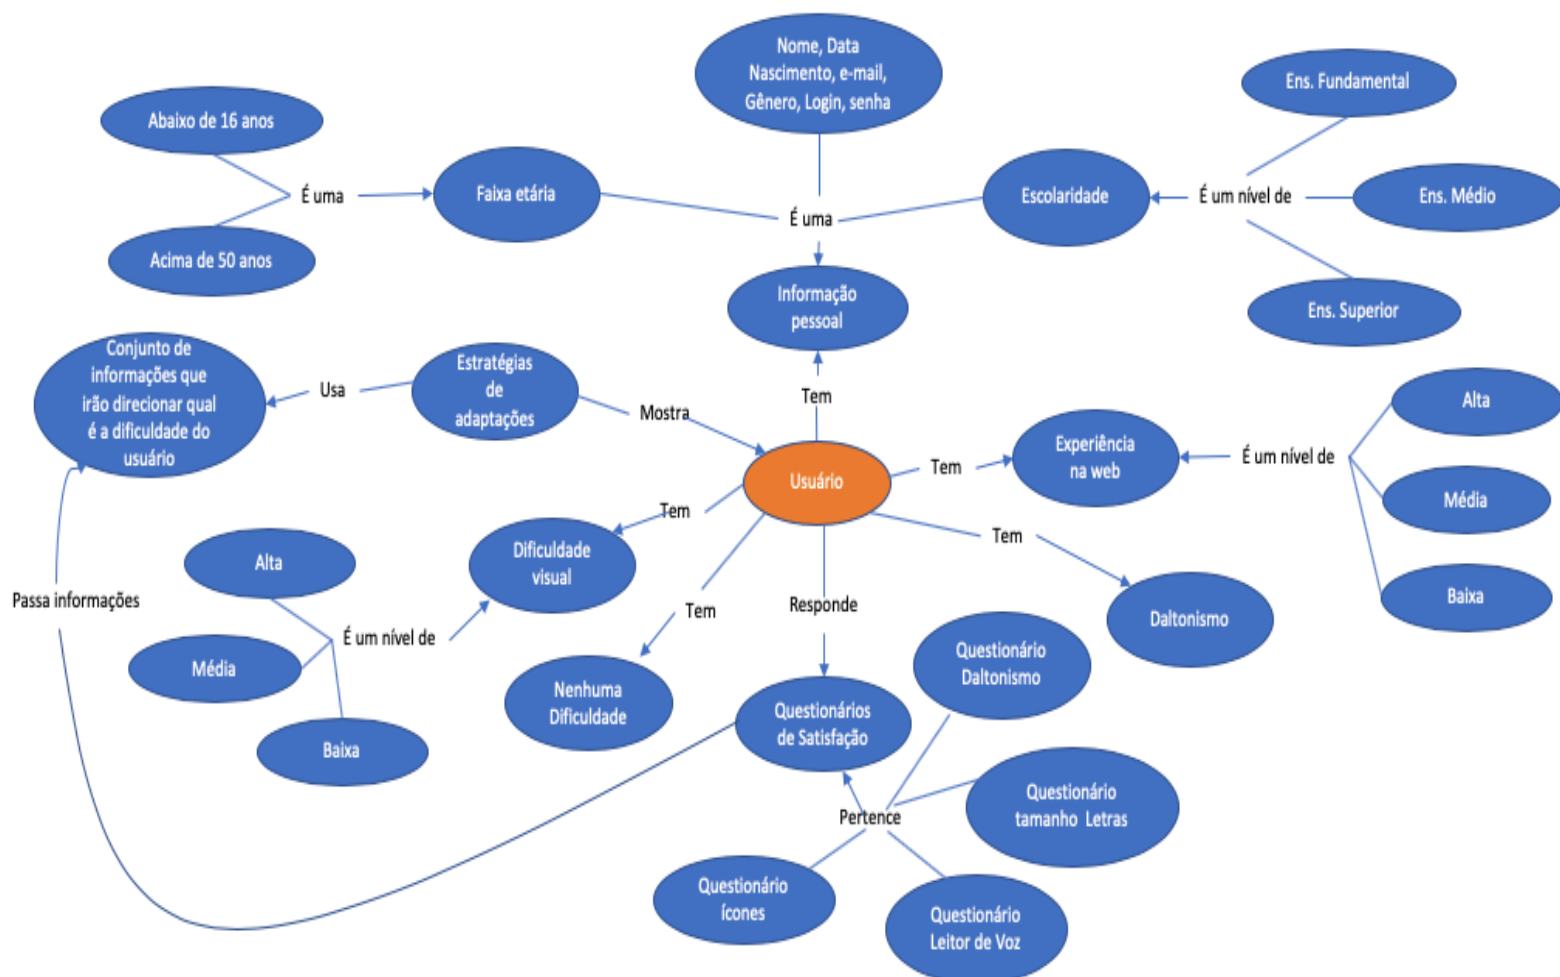 Nome, Data
Nascimento, e-mail,
Gênero, Login, senha
Ens. Fundamental
Abaixo de 16 anos
É uma
Faixa etária
É uma
Escolaridade
É um nível de
Ens. Médio
Acima de 50 anos
Informação
pessoal
Ens. Superior
Conjunto de
informações que
irão direcionar qual
é a dificuldade do
usuário
Usa
Estratégias
de
adaptações
Mostra
Tem
Alta
Experiência
na web
É um nível de
Tem
Usuário
Média
Tem
Tem
Dificuldade
visual
Alta
Baixa
Passa informações
Tem
Responde
Daltonismo
É um nível de
Média
Questionário
Daltonismo
Nenhuma
Dificuldade
Questionários
de Satisfação
Baixa
Questionário
tamanho Letras
Pertence
Questionário
ícones
Questionário
Leitor de Voz